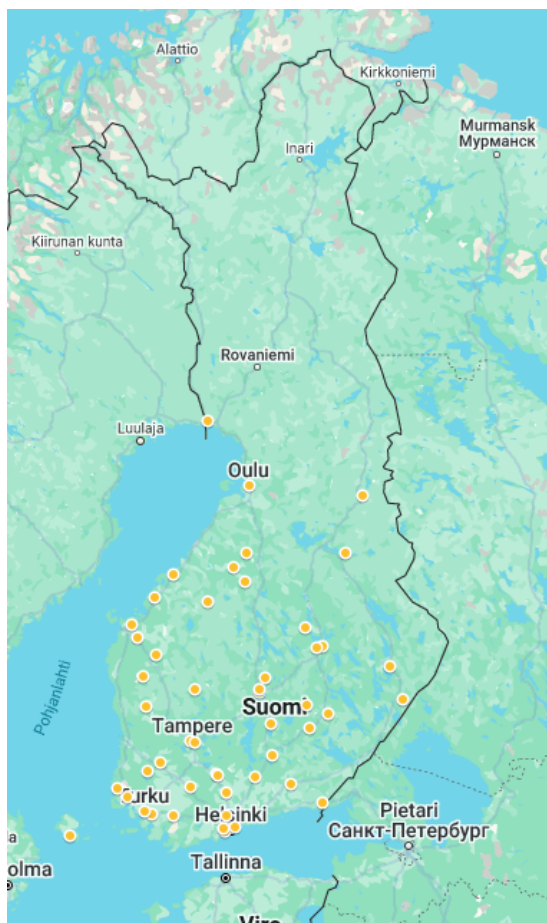 Alattio
Kirkkoniemi
Murmansk
Мурманск
Inari
Kiirunan kunta
Rovaniemi
Luulaja
Oulu
Pohjanlahti
Suomi
Tampere
Turku
Helsinki
Pietari
Санкт-Петербург
a
olma
Tallinna
Viro